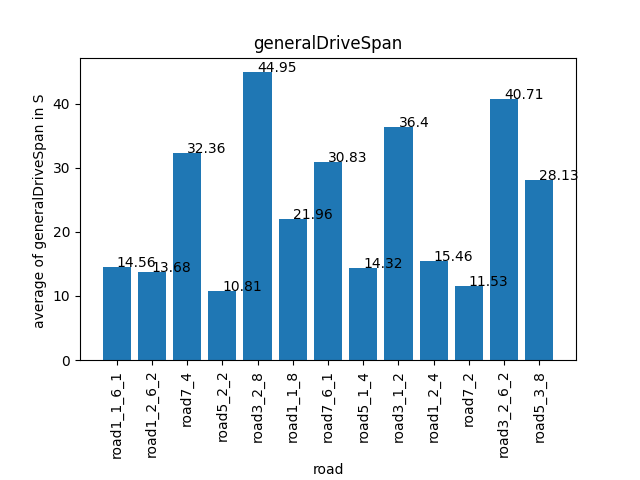 generalDriveSpan
average of generalDriveSpan in S
40
30
20
10
0
14.56
13.68
32.36
10.81
44.95
21.96
30.83
14.32
36.4
15.46
11.53
40.71
28.13
road1_1_6_1
road1_2_6_2
road7_4
road5_2_2
road3_2_8
road1_1_8
road7_6_1
road5_1_4
road3_1_2
road1_2_4
road7_2
road3_2_6_2
road5_3_8
road